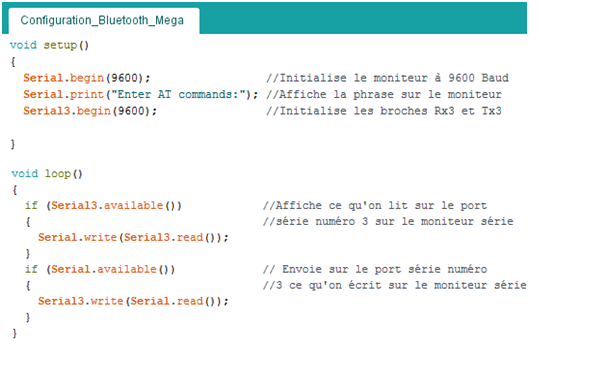 Configuration_Bluetooth_Mega
void setup()
{
Serial.begin(9600); //Initialise le moniteur à 9600 Baud
Serial.print("Enter AT commands:"); //Affiche la phrase sur le moniteur
Serial3.begin(9600); //Initialise les broches Rx3 et Tx3
}
void loop()
{
if (Serial3.available()) //Affiche ce qu'on lit sur le port
{ //série numéro 3 sur le moniteur série
Serial.write(Serial3.read());
}
if (Serial.available()) // Envoie sur le port série numéro
{ //3 ce qu'on écrit sur le moniteur série
Serial3.write(Serial.read());
}
}